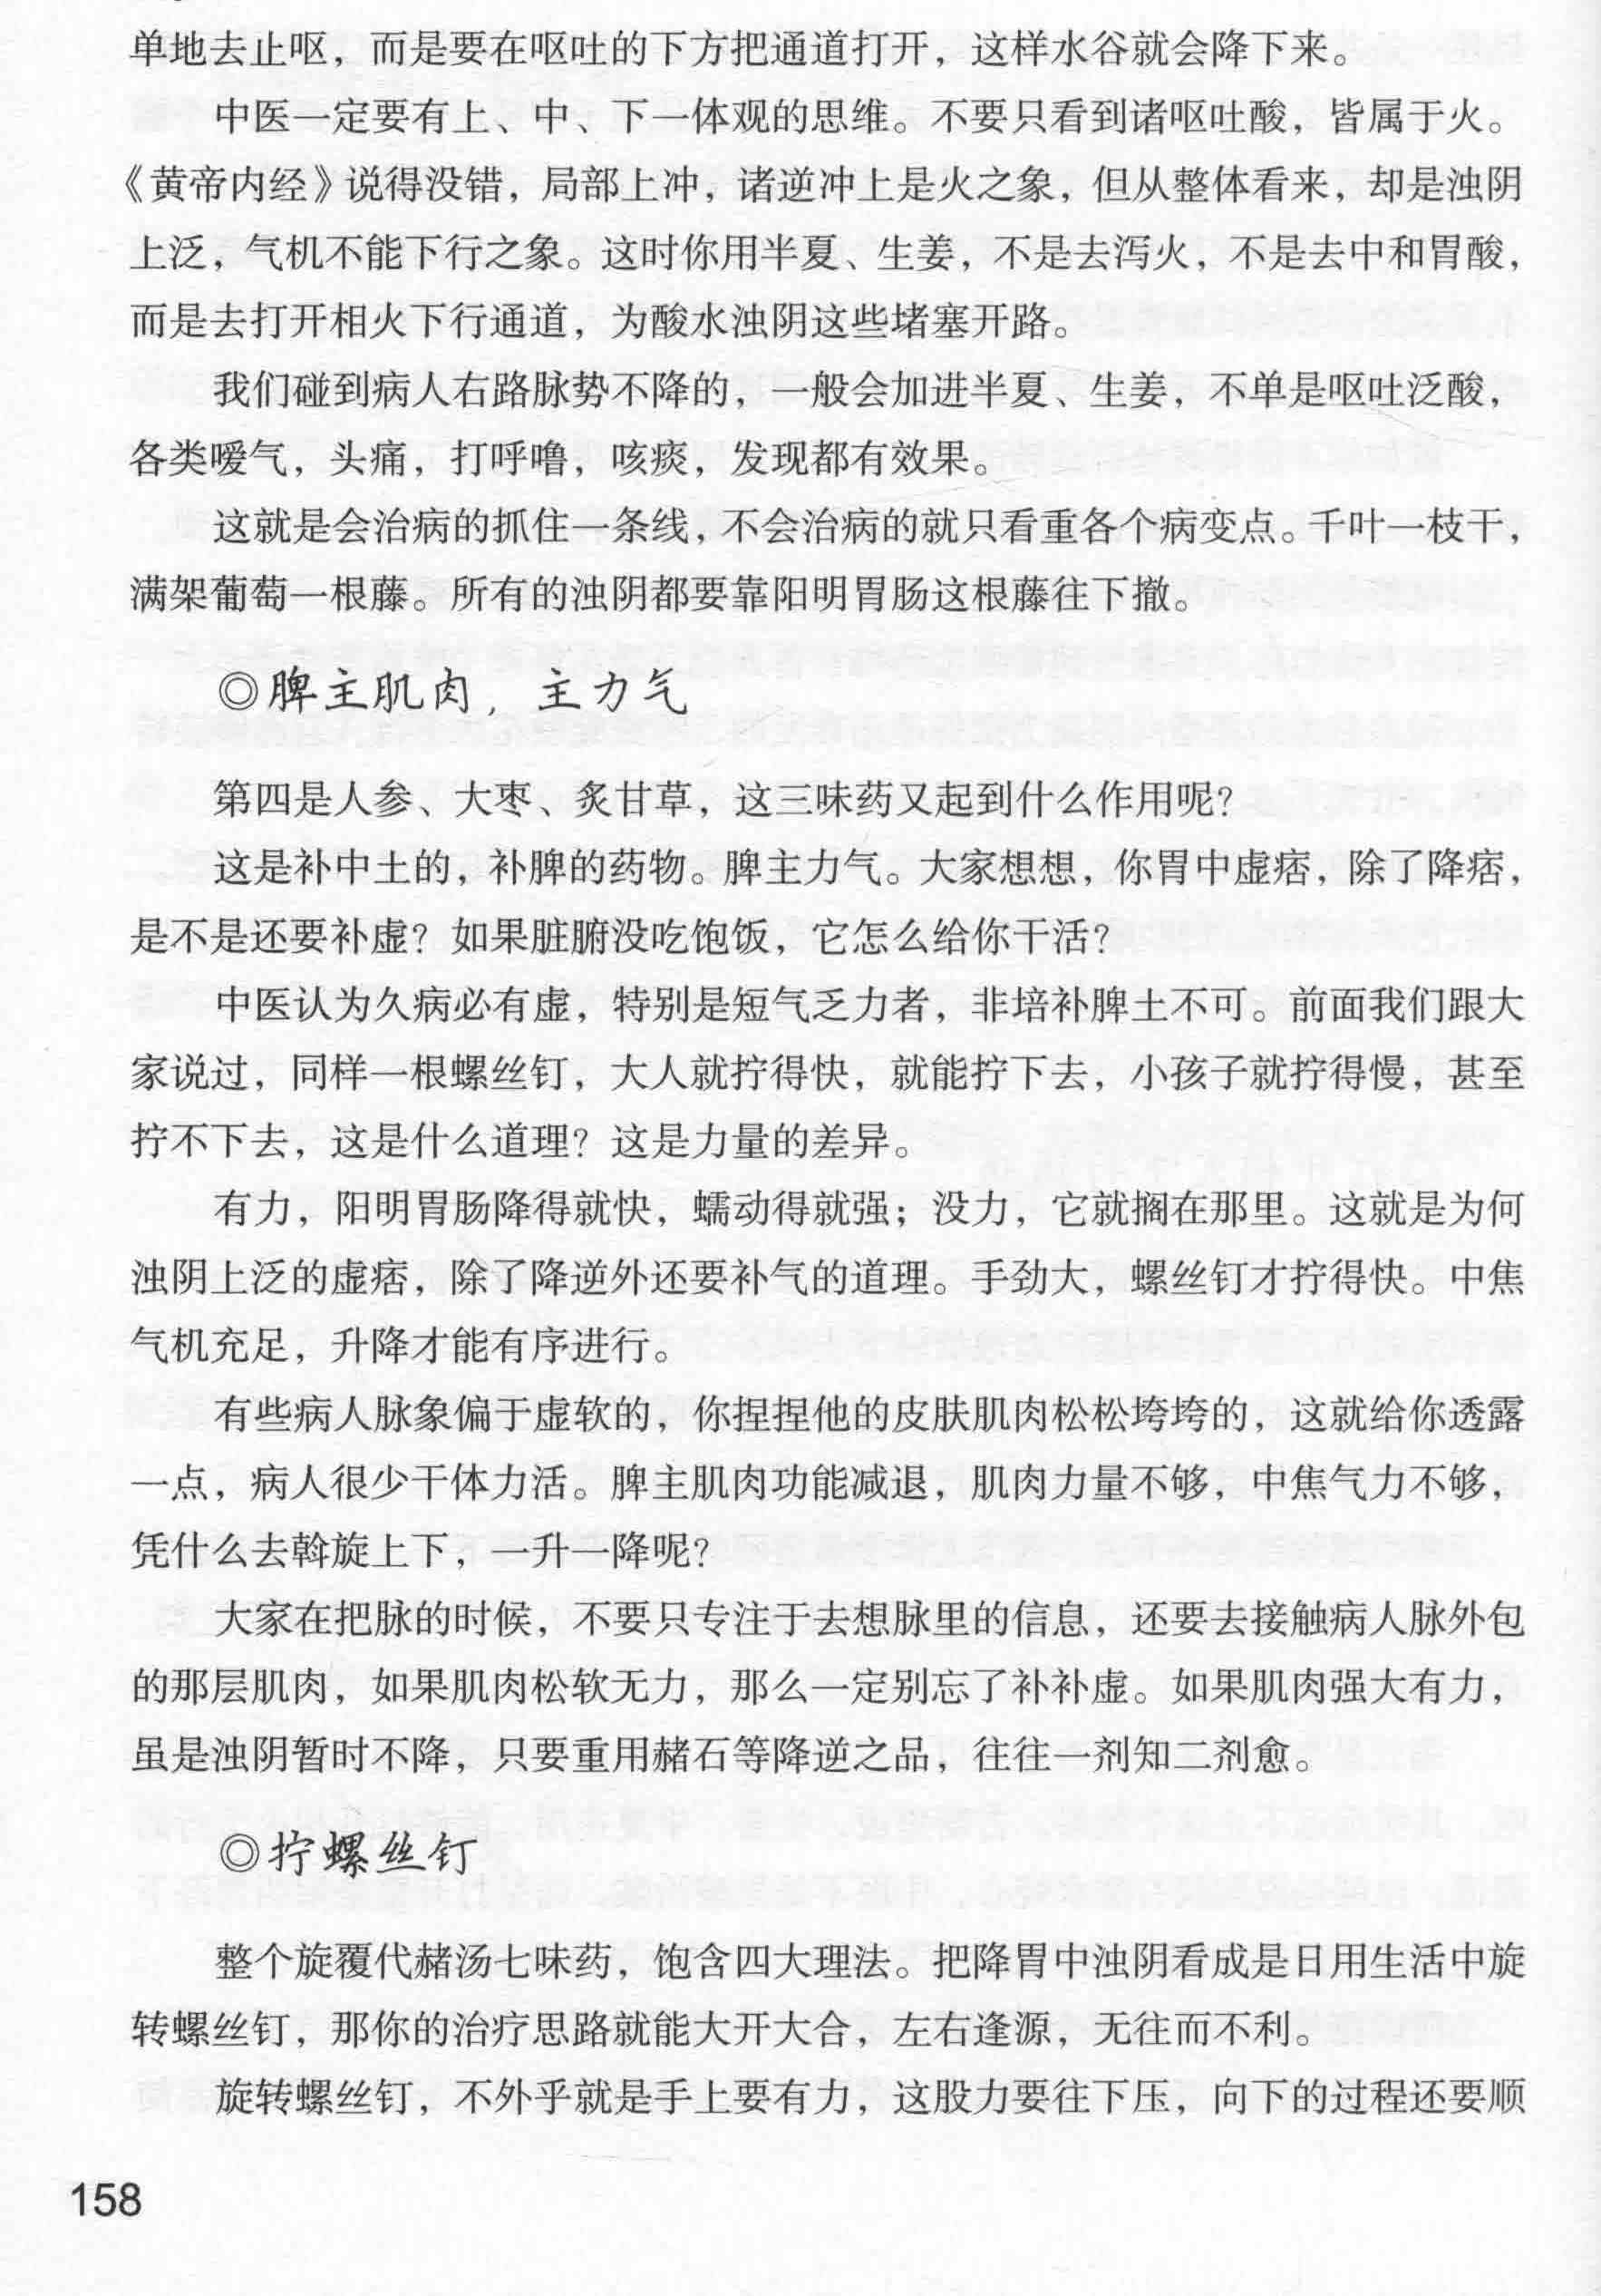 单地去止呕，而是要在呕吐的下方把通道打开，这样水谷就会降下来。
中医一定要有上、中、下一体观的思维。不要只看到诸呕吐酸，皆属于火。
《黄帝内经》说得没错，局部上冲，诸逆冲上是火之象，但从整体看来，却是浊阴
上泛，气机不能下行之象。这时你用半夏、生姜，不是去泻火，不是去中和胃酸，
而是去打开相火下行通道，为酸水浊阴这些堵塞开路。
我们碰到病人右路脉势不降的，一般会加进半夏、生姜，不单是呕吐泛酸，
各类嗳气，头痛，打呼噜，咳痰，发现都有效果。
这就是会治病的抓住一条线，不会治病的就只看重各个病变点。千叶一枝干，
满架葡萄一根藤。所有的浊阴都要靠阳明胃肠这根藤往下撤。
◎脾主肌肉，主力气
第四是人参、大枣、炙甘草，这三味药又起到什么作用呢？
这是补中土的，补脾的药物。脾主力气。大家想想，你胃中虚痞，除了降痞，
是不是还要补虚？如果脏腑没吃饱饭，它怎么给你干活？
中医认为久病必有虚，特别是短气乏力者，非培补脾土不可。前面我们跟大
家说过，同样一根螺丝钉，大人就拧得快，就能拧下去，小孩子就拧得慢，甚至
拧不下去，这是什么道理？这是力量的差异。
有力，阳明胃肠降得就快，蠕动得就强；没力，它就搁在那里。这就是为何
浊阴上泛的虚痞，除了降逆外还要补气的道理。手劲大，螺丝钉才拧得快。中焦
气机充足，升降才能有序进行。
有些病人脉象偏于虚软的，你捏捏他的皮肤肌肉松松垮垮的，这就给你透露
一点，病人很少干体力活。脾主肌肉功能减退，肌肉力量不够，中焦气力不够，
凭什么去斡旋上下，一升一降呢？
大家在把脉的时候，不要只专注于去想脉里的信息，还要去接触病人脉外包
的那层肌肉，如果肌肉松软无力，那么一定别忘了补补虚。如果肌肉强大有力，
虽是浊阴暂时不降，只要重用赭石等降逆之品，往往一剂知二剂愈。
◎拧螺丝钉
整个旋覆代赭汤七味药，饱含四大理法。把降胃中浊阴看成是日用生活中旋
转螺丝钉，那你的治疗思路就能大开大合，左右逢源，无往而不利。
旋转螺丝钉，不外乎就是手上要有力，这股力要往下压，向下的过程还要顺
158